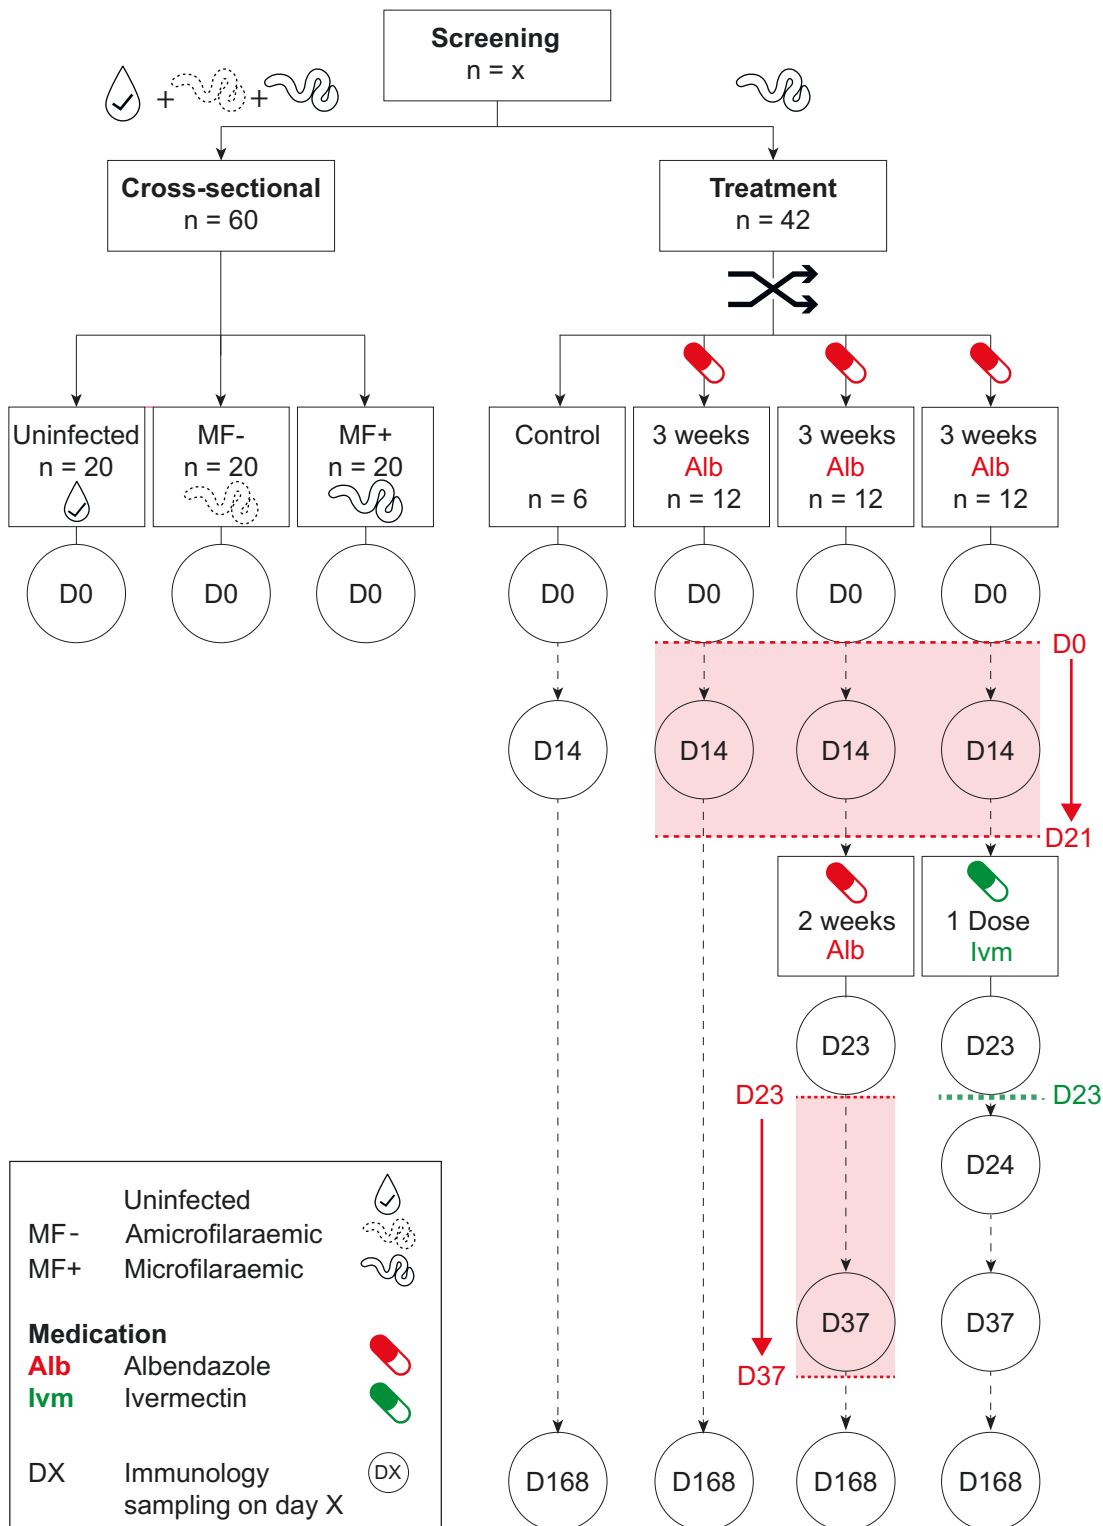 Screening
n = x
+ +
Cross-sectional
n = 60
Treatment
n = 42
Uninfected
n = 20
MF-
n = 20
MF+
n = 20
Control
n = 6
3 weeks
Alb
n = 12
3 weeks
Alb
n = 12
3 weeks
Alb
n = 12
D0
D0
D0
D0
D0
D0
D0
D0
D14
D14
D14
D14
D21
2 weeks
Alb
1 Dose
Ivm
D23
D23
D23
D23
D24
D37
D37
D37
D168
D168
D168
D168
Uninfected
MF- Amicrofilaraemic
MF+ Microfilaraemic
Medication
Alb Albendazole
Ivm Ivermectin
DX Immunology DX
sampling on day X